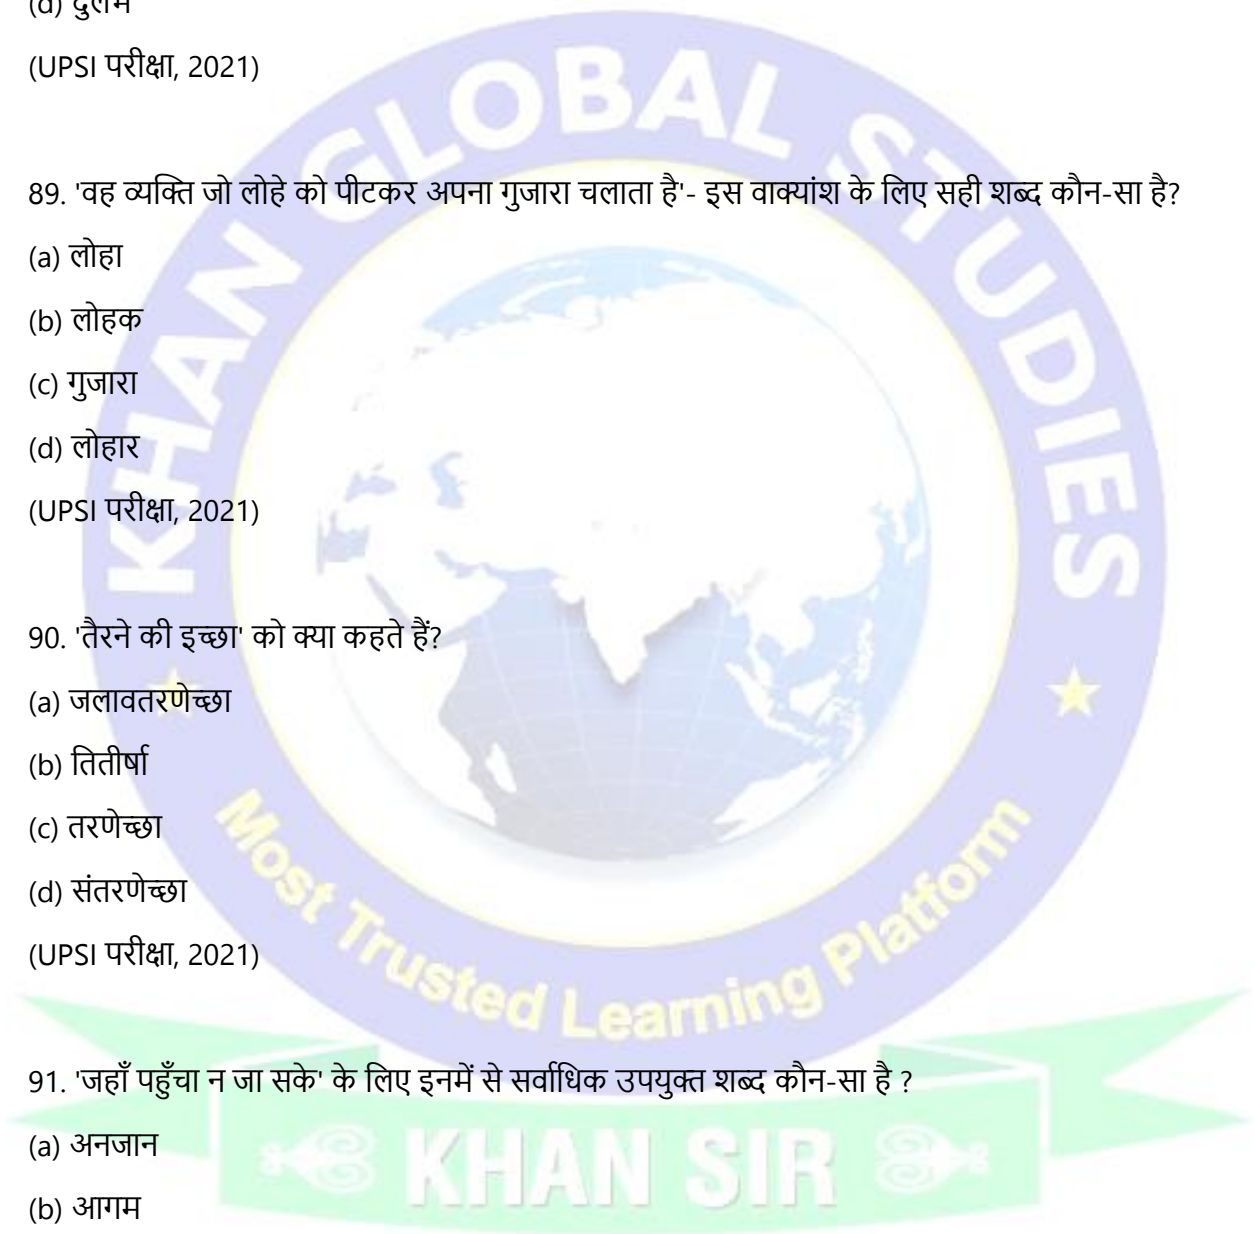 (d) दुर्लभ
(UPSI परीक्षा, 2021)
89. 'वह व्यक्ति जो लोहे को पीटकर अपना गुजारा चलाता है'- इस वाक्यांश के लिए सही शब्द कौन-सा है?
(a) लोहा
(b) लोहक
(c) गुजारा
(d) लोहार
(UPSI परीक्षा, 2021)
90. 'तैरने की इच्छा' को क्या कहते हैं?
(a) जलावतरणेच्छा
(b) तितीर्षा
(c) तरणेच्छा
(d) संतरणेच्छा
(UPSI परीक्षा, 2021)
91. 'जहाँ पहुँचा न जा सके' के लिए इनमें से सर्वाधिक उपयुक्त शब्द कौन-सा है ?
(a) अनजान
(b) आगम
KHAN GLOBAL STUDIES
Most Trusted Learning Platform
KHAN SIR